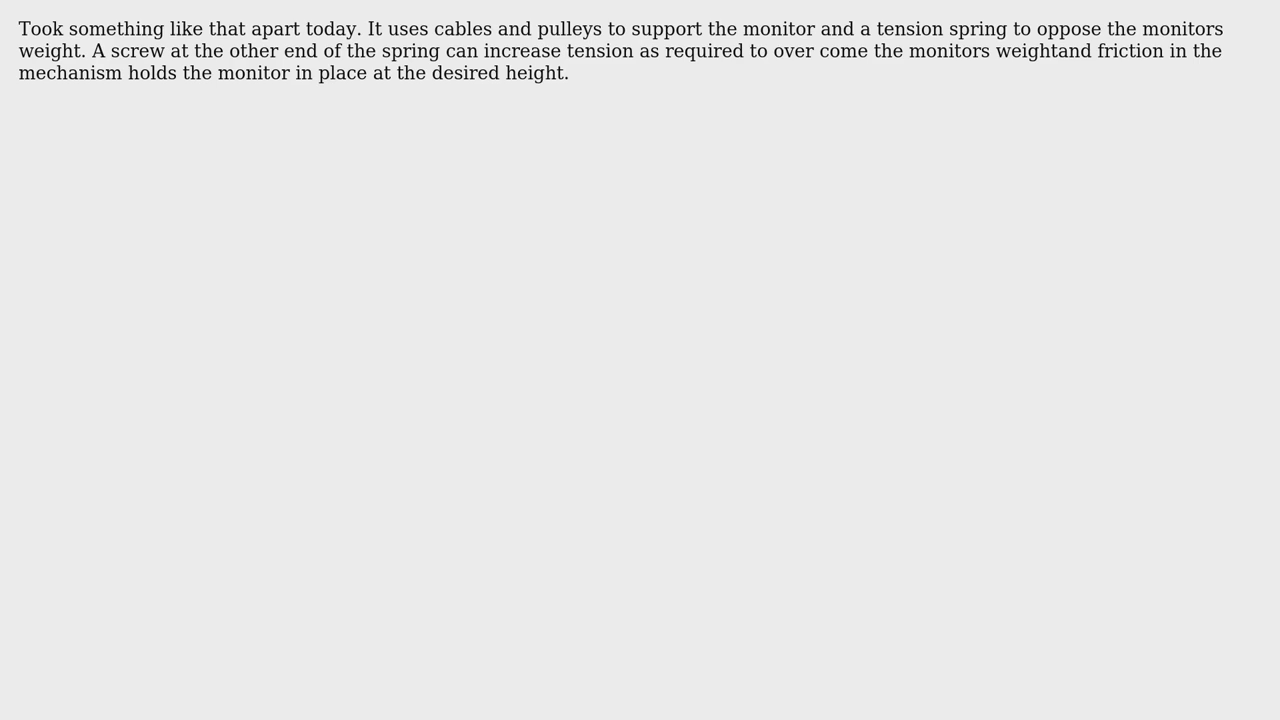 Took something like that apart today. It uses cables and pulleys to support the monitor and a tension spring to oppose the monitors
weight. A screw at the other end of the spring can increase tension as required to over come the monitors weightand friction in the
mechanism holds the monitor in place at the desired height.